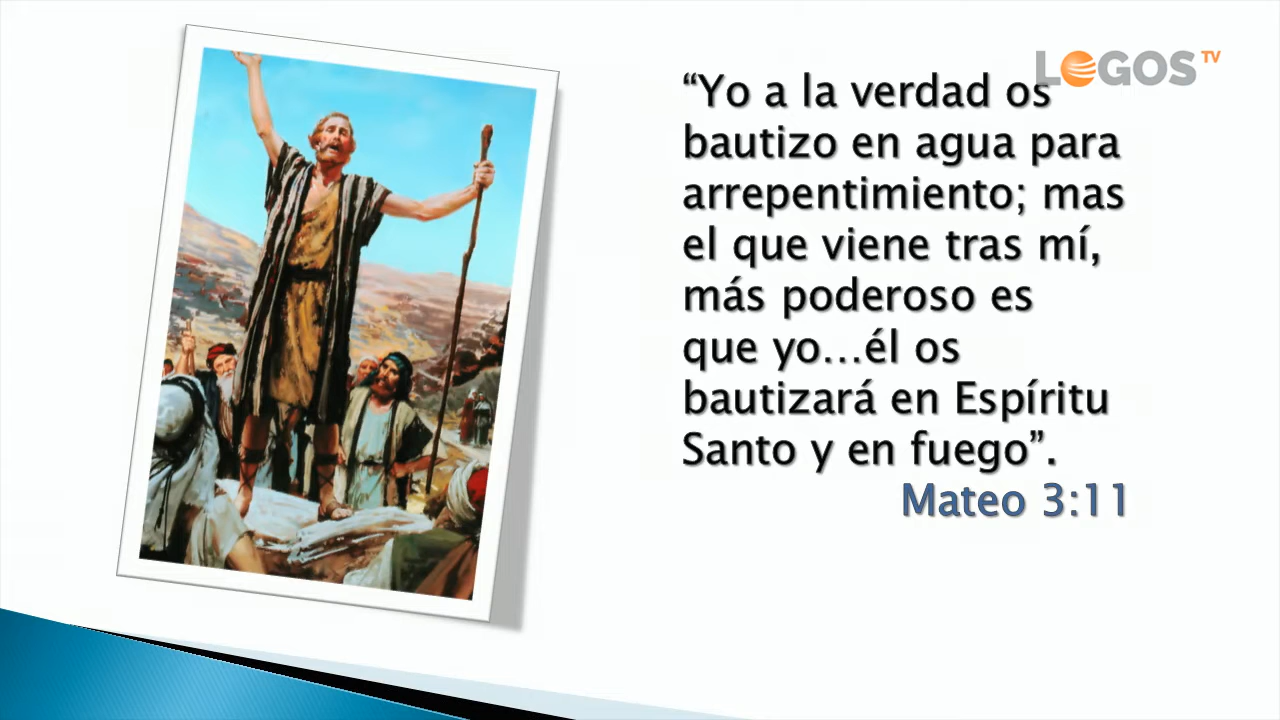 LOGOS TV
“Yo a la verdad os
bautizo en agua para
arrepentimiento; mas
el que viene tras mí,
más poderoso es
que yo...él os
bautizará en Espíritu
Santo y en fuego”.
Mateo 3:11